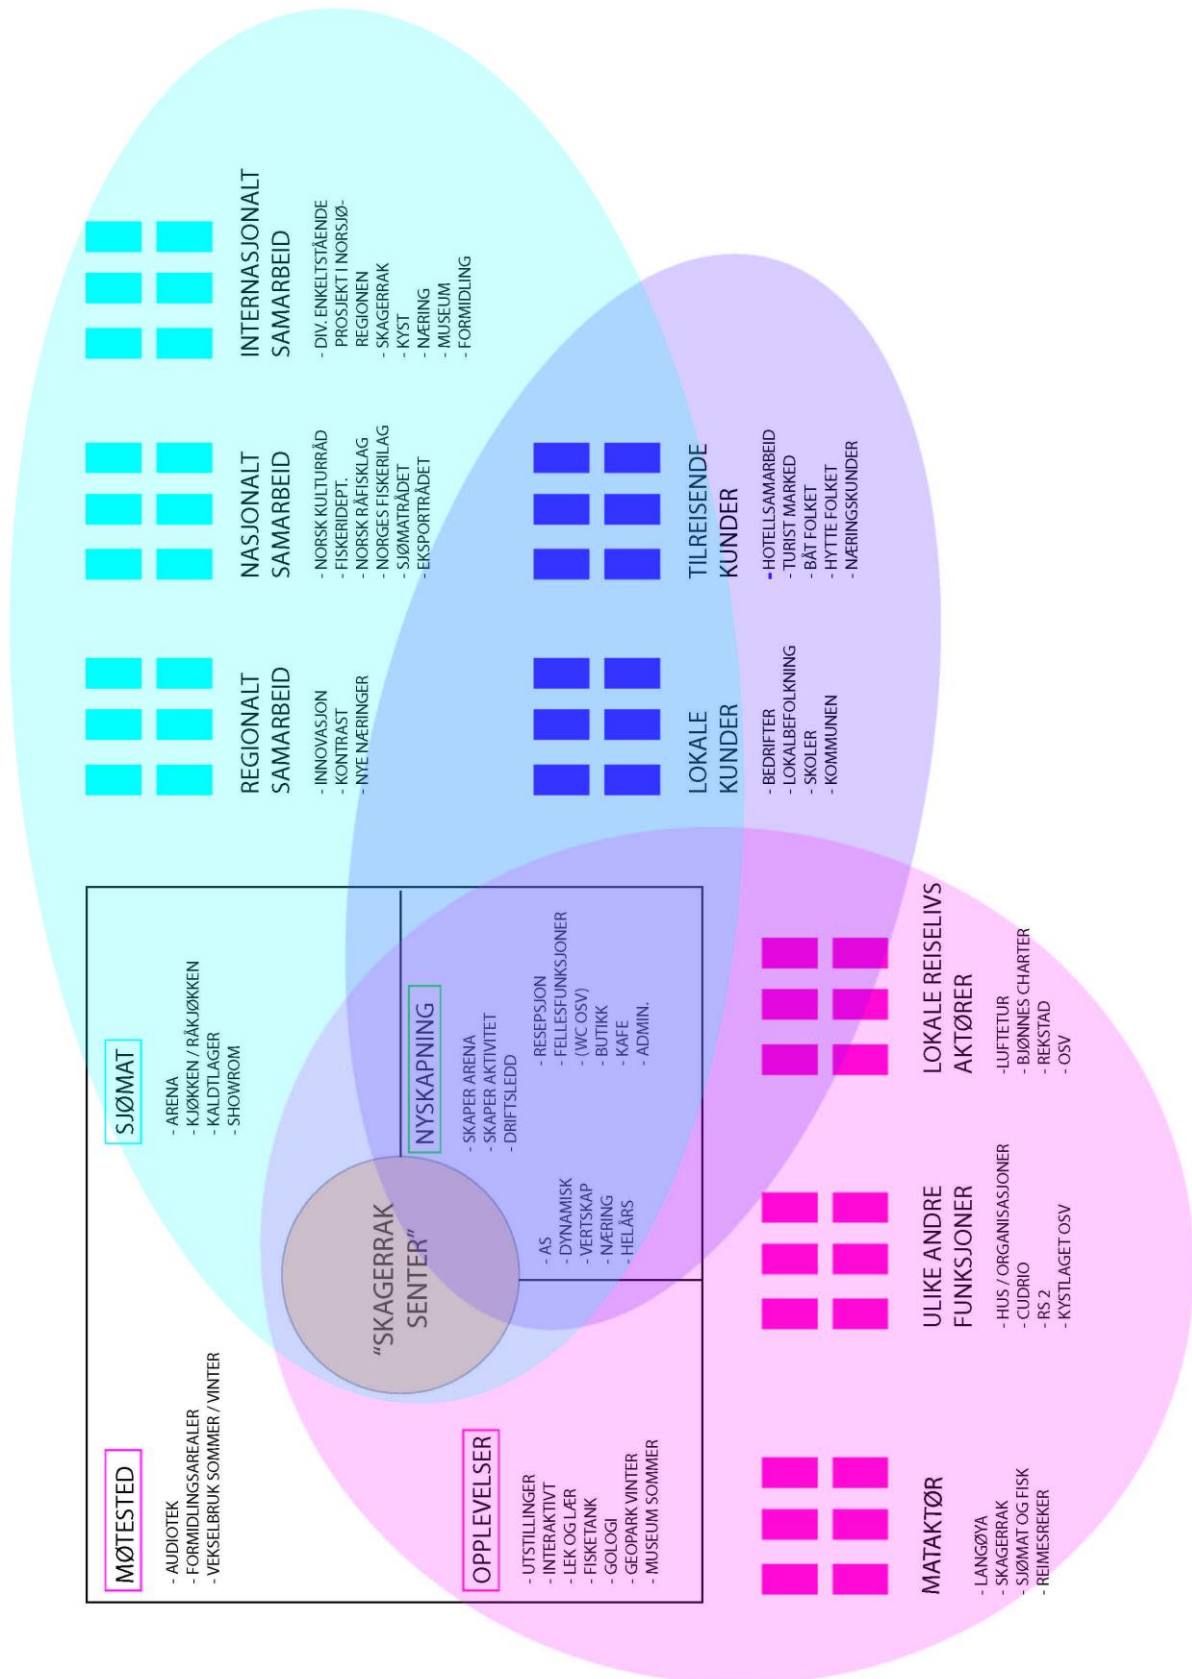 MØTESTED
- AUDIOTEK
- FORMIDLINGSAREALER
- VEKSELBRUK SOMMER / VINTER
SJØMAT
- ARENA
- KJØKKEN / RÅKJØKKEN
- KALDTLAGER
- SHOWROM
"SKAGERRAK
SENTER"
OPPLEVELSER
- UTSTILLINGER
- INTERAKTIVT
- LEK OG LÆR
- FISKETANK
- GOLOGI
- GEOPARK VINTER
- MUSEUM SOMMER
NYSKAPNING
- SKAPER ARENA
- SKAPER AKTIVITET
- DRIFTSLEDD
- AS
- DYNAMISK
- VERTSKAP
- NÆRING
- HELÅRS
- RESEPSJON
- FELLESFUNKSJONER
- (WC OSV)
- BUTIKK
- KAFE
- ADMIN.
REGIONALT
SAMARBEID
- INNOVASJON
- KONTRAST
- NYE NÆRINGER
NASJONALT
SAMARBEID
- NORSK KULTURRÅD
- FISKERIDEPT.
- NORSK RÅFISKLAG
- NORGES FISKERILAG
- SJØMATRÅDET
- EKSPORTRÅDET
INTERNASJONALT
SAMARBEID
- DIV. ENKELTSTÅENDE
PROSJEKT I NORSJØ-
REGIONEN
- SKAGERRAK
- KYST
- NÆRING
- MUSEUM
- FORMIDLING
LOKALE
KUNDER
- BEDRIFTER
- LOKALBEFOLKNING
- SKOLER
- KOMMUNEN
TILREISENDE
KUNDER
- HOTELLSAMARBEID
- TURIST MARKED
- BÅT FOLKET
- HYTTE FOLKET
- NÆRINGSKUNDER
MATAKTØR
- LANGØYA
- SKAGERRAK
- SJØMAT OG FISK
- REIMESREKER
ULIKE ANDRE
FUNKSJONER
- HUS / ORGANISASJONER
- CUDRIO
- RS 2
- KYSTLAGET OSV
LOKALE REISELIVS
AKTØRER
-LUFTETUR
- BJØNNES CHARTER
- REKSTAD
- OSV